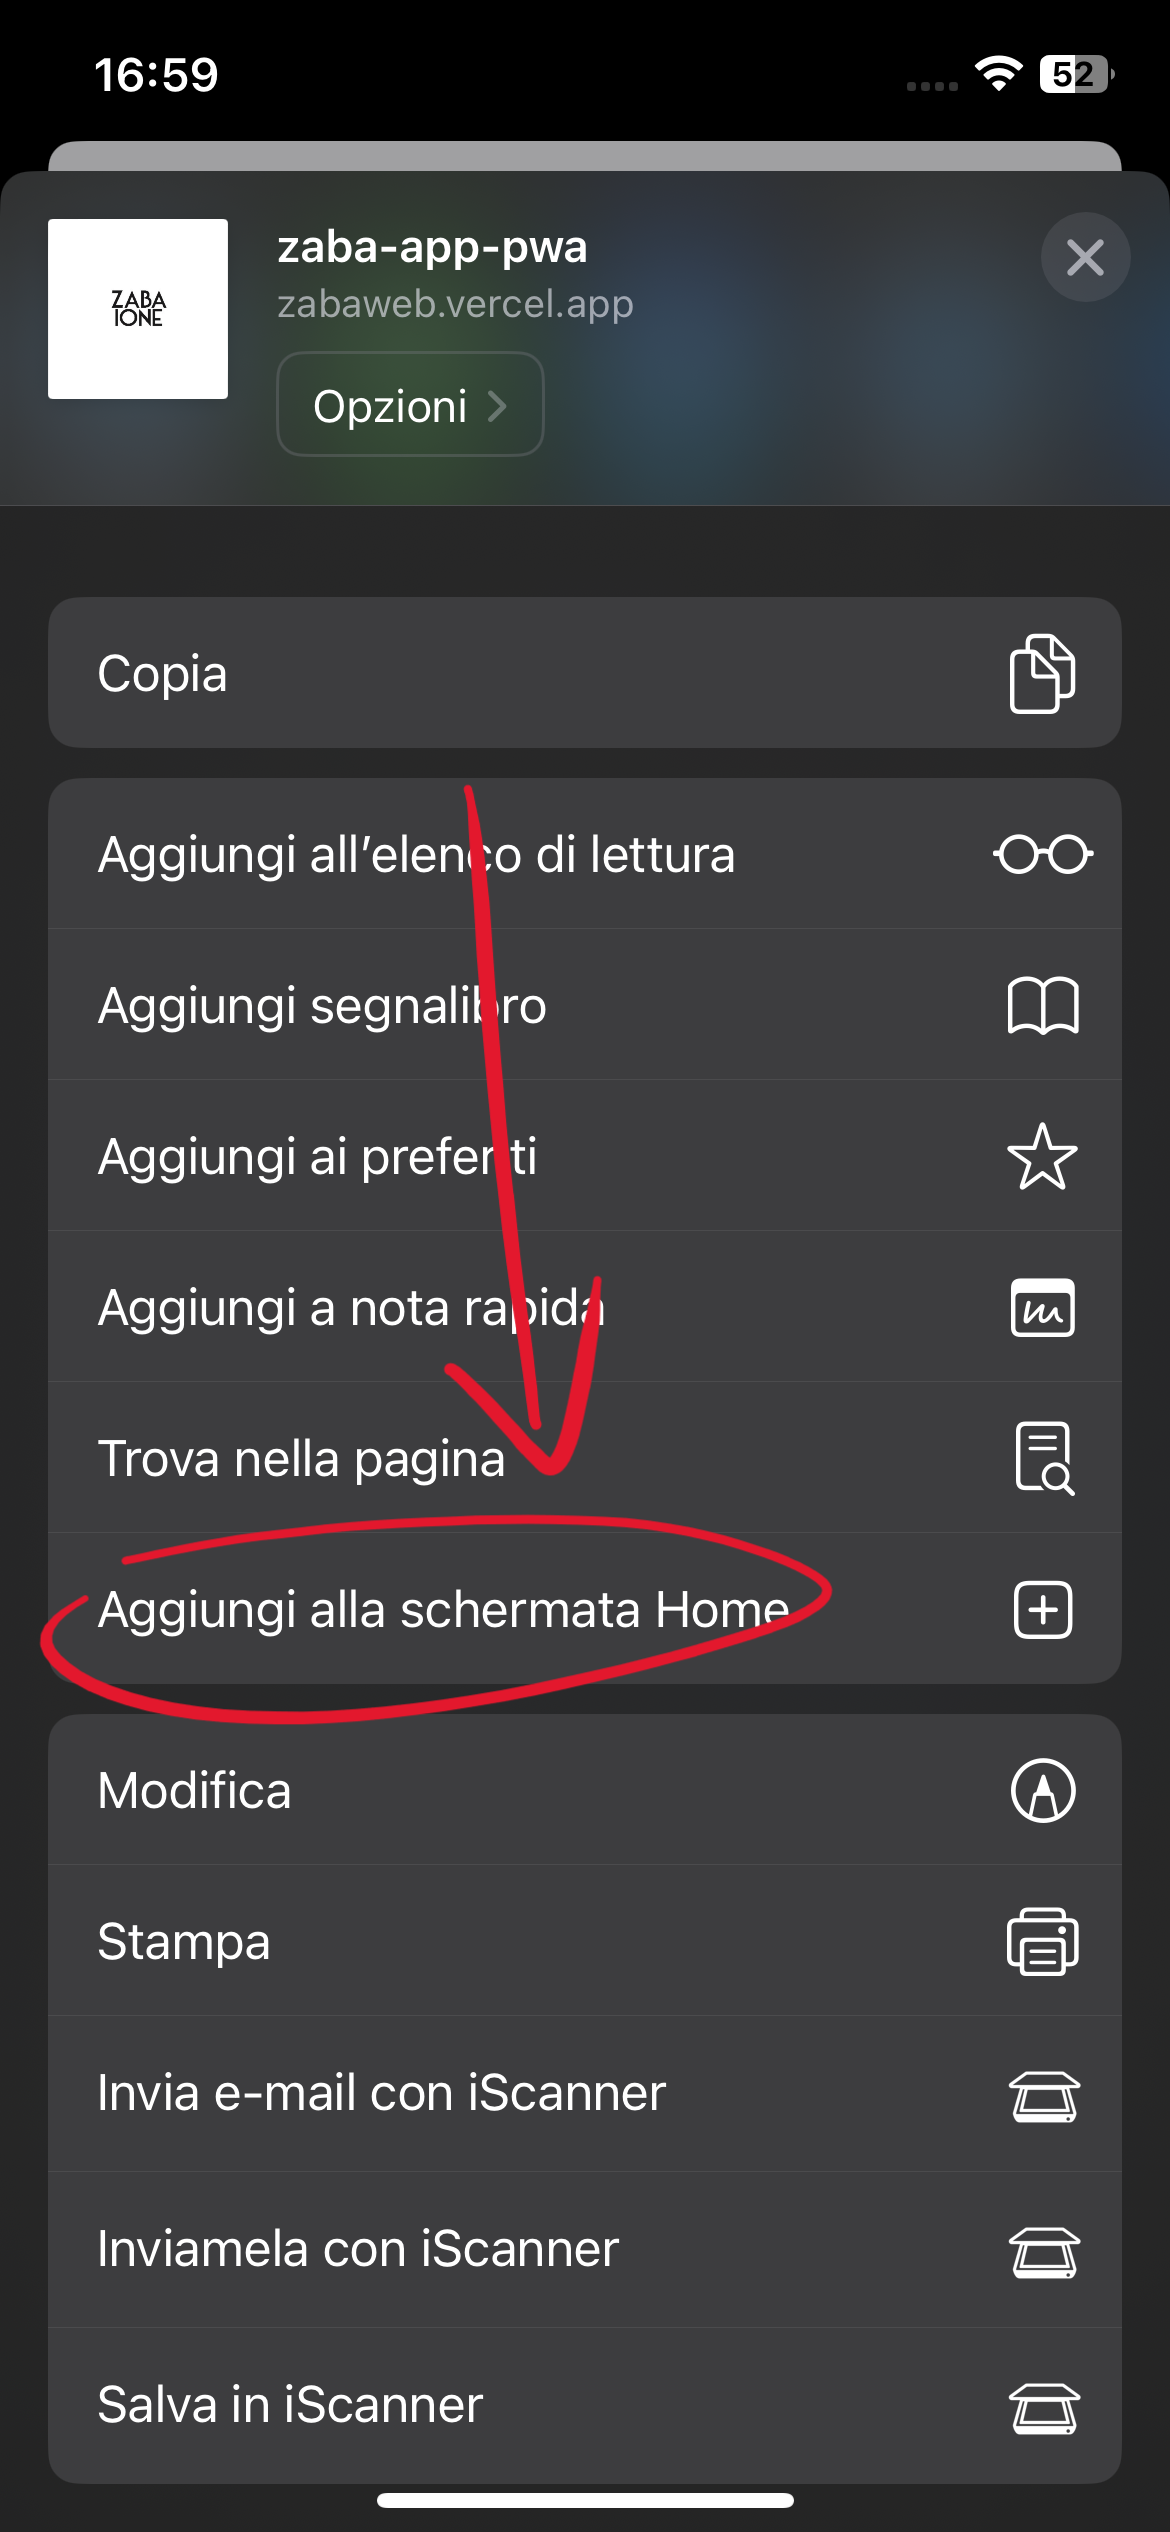 16:59
52
ZABA
IONE
zaba-app-pwa
zabaweb.vercel.app
Opzioni
Copia
Aggiungi all’elenco di lettura
Aggiungi segnalibro
Aggiungi ai preferiti
Aggiungi a nota rapida
Trova nella pagina
Aggiungi alla schermata Home
Modifica
Stampa
Invia e-mail con iScanner
Inviamela con iScanner
Salva in iScanner